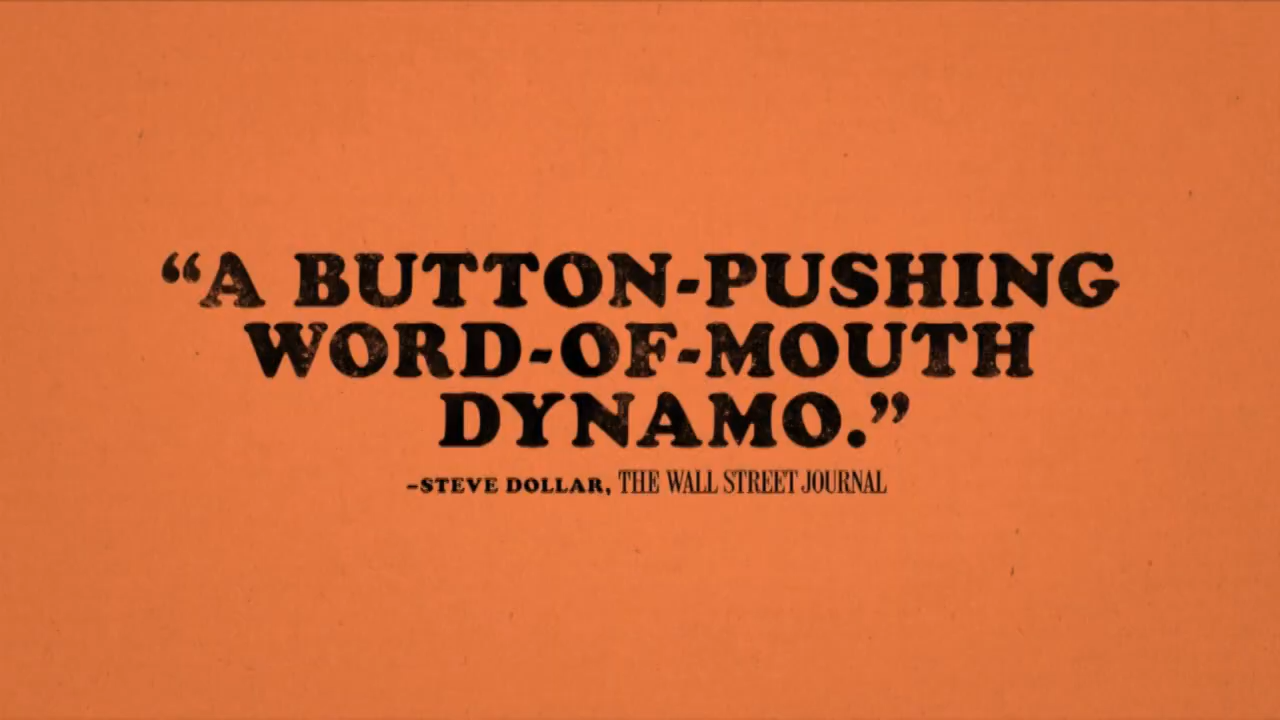 “A BUTTON-PUSHING
WORD-OF-MOUTH
DYNAMO.”
–STEVE DOLLAR, THE WALL STREET JOURNAL